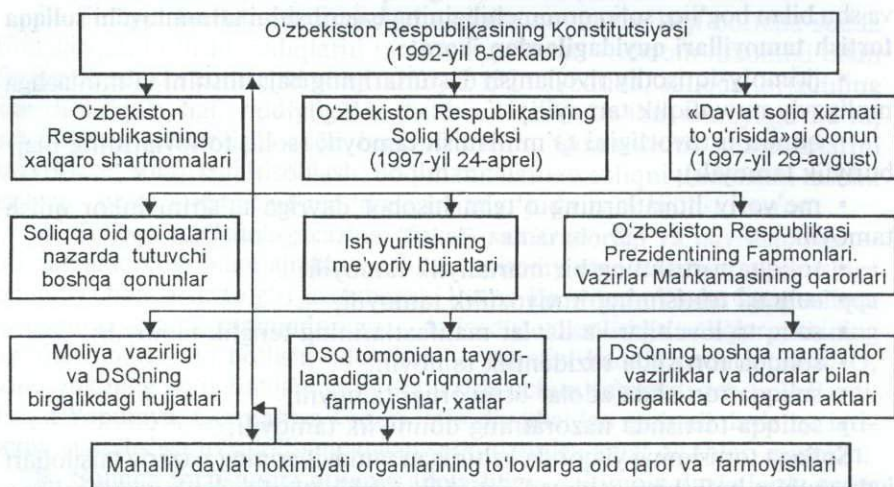 O'zbekiston Respublikasining Konstitutsiyasi
(1992-yil 8-dekabr)
O'zbekiston
Respublikasining
xalqaro shartnomalari
O'zbekiston Respublikasining
Soliq Kodeksi
(1997-yil 24-aprel)
«Davlat soliq xizmati
to'g'risida»gi Qonun
(1997-yil 29-avgust)
Soliqqa oid qoidalarni
nazarda tutuvchi
boshqa qonunlar
Ish yuritishning
me'yoriy hujjatlari
O'zbekiston Respublikasi
Prezidentining Fapmonlari.
Vazirlar Mahkamasining qarorlari
Moliya vazirligi
va DSQning
birgalikdagi hujjatlari
DSQ tomonidan tayyor-
lanadigan yo'riqnomalar,
farmoyishlar, xatlar
DSQning boshqa manfaatdor
vazirliklar, idoralar bilan
birgalikda chiqargan aktlari
Mahalliy davlat hokimiyati organlarining to'lovlarga oid qaror va farmoyishlari